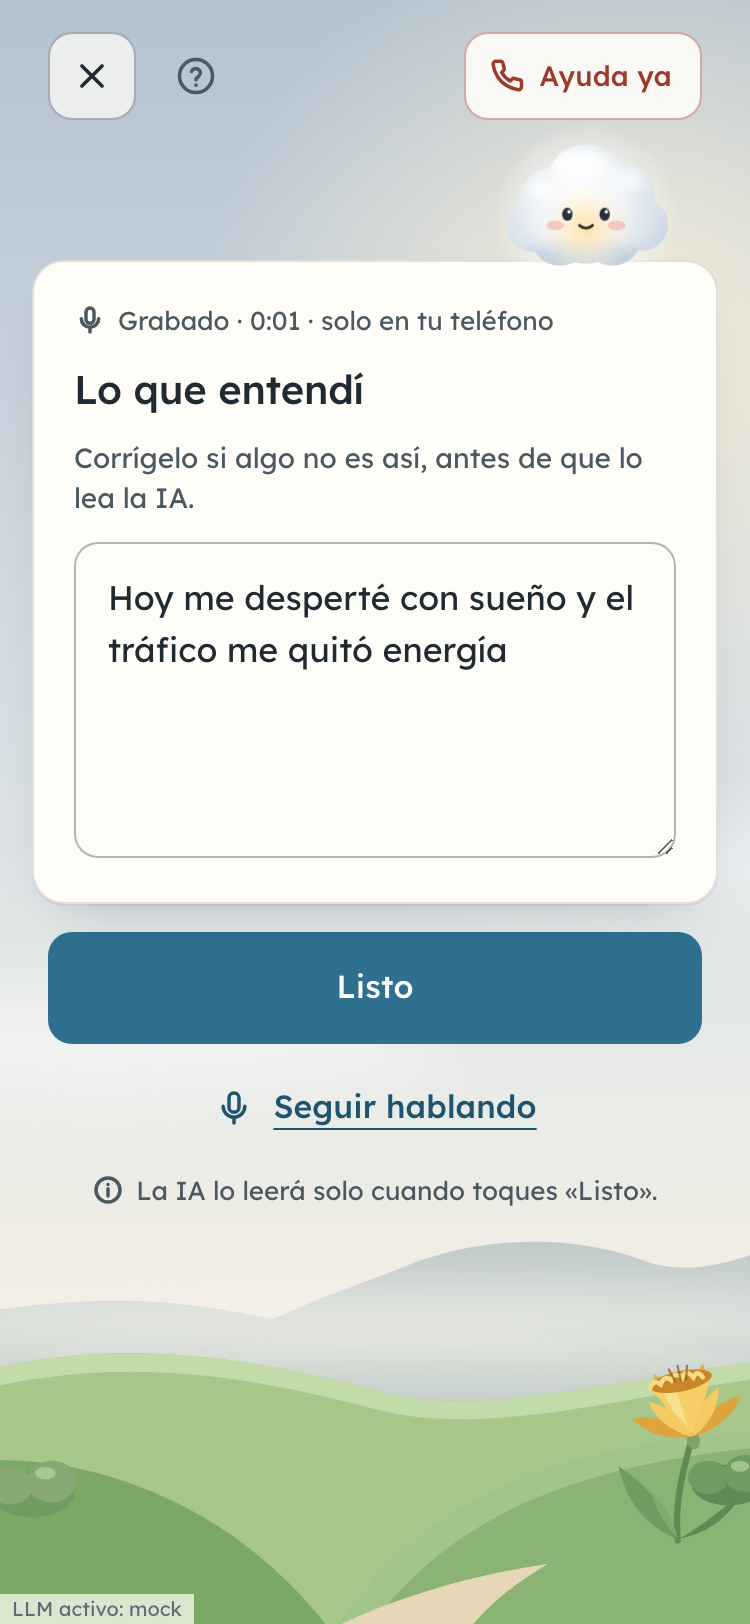 Ayuda ya
Grabado · 0:01 · solo en tu teléfono
Lo que entendí
Corrígelo si algo no es así, antes de que lo
lea la IA.
Hoy me desperté con sueño y el
tráfico me quitó energía
Listo
Seguir hablando
La IA lo leerá solo cuando toques «Listo».
LLM activo: mock